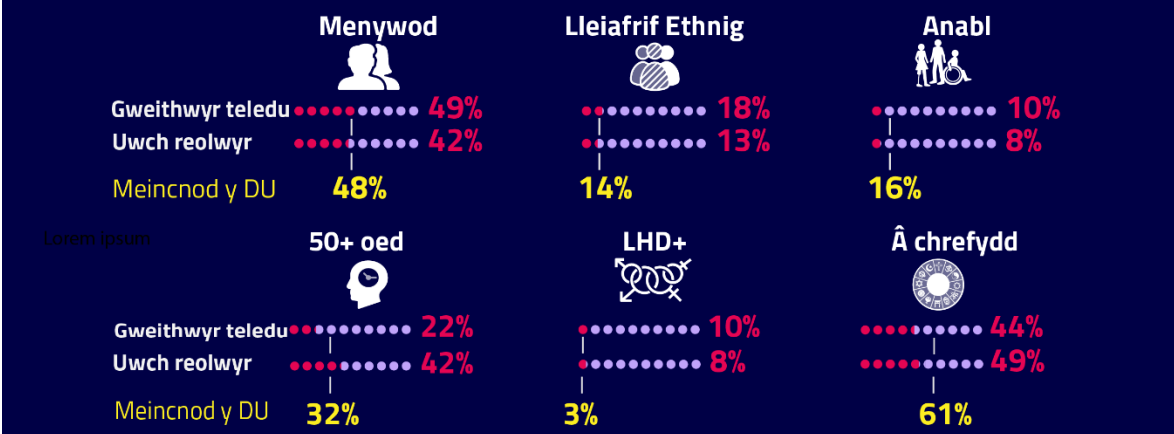 Menywod Lleiafrif Ethnig Anabl
Gweithwyr teledu 49% 18% 10%
Uwch reolwyr 42% 13% 8%
Meincnod y DU 48% 14% 16%
Lorem ipsum
50+ oed LHD+ Â chrefydd
Gweithwyr teledu 22% 10% 44%
Uwch reolwyr 42% 8% 49%
Meincnod y DU 32% 3% 61%